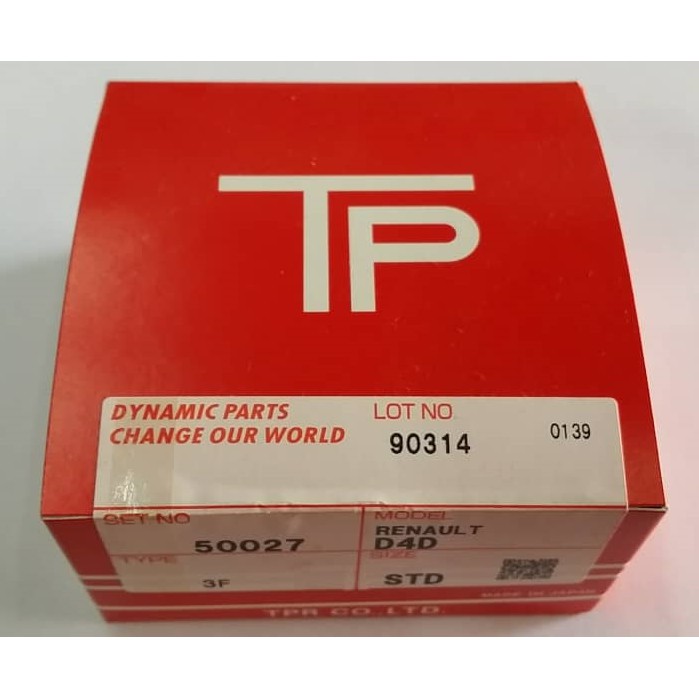 TP
DYNAMIC PARTS
CHANGE OUR WORLD
LOT NO.
90314
0139
SET NO
50027
MODEL
RENAULT
D4D
TYPE
3F
SIZE
STD
MADE IN JAPAN
TPR CO.,LTD.